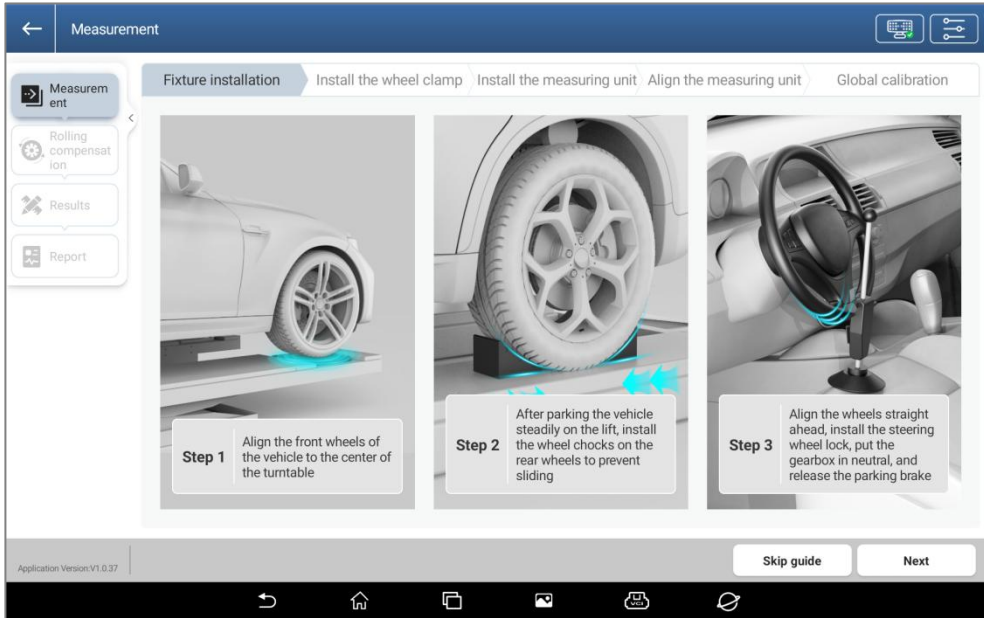 Measurement
Measurem
ent
Rolling
compensat
ion
Results
Report
Fixture installation
Install the wheel clamp
Install the measuring unit
Align the measuring unit
Global calibration
Step 1
Align the front wheels of
the vehicle to the center of
the turntable
Step 2
After parking the vehicle
steadily on the lift, install
the wheel chocks on the
rear wheels to prevent
sliding
Step 3
Align the wheels straight
ahead, install the steering
wheel lock, put the
gearbox in neutral, and
release the parking brake
Application Version:V1.0.37
Skip guide
Next
VCI